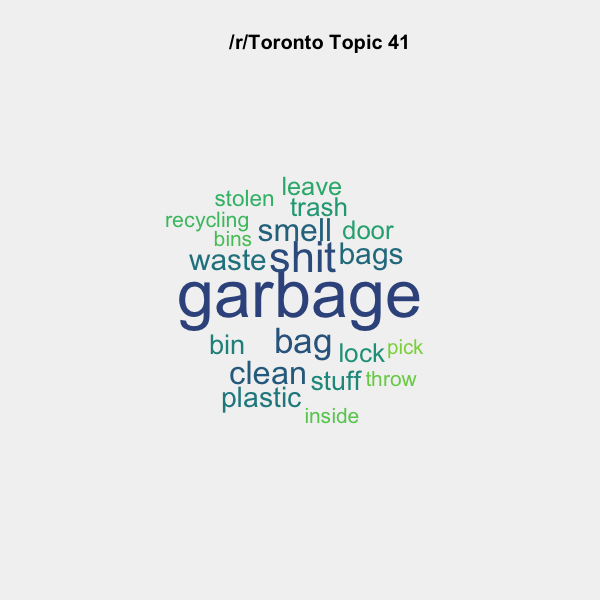 /r/Toronto Topic 41
leave
stolen
trash
recycling
smell
door
bins
shit
bags
waste
garbage
bag
bin
lock
pick
clean
stuff
throw
plastic
inside